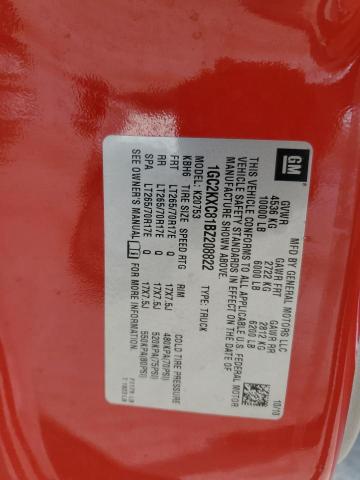 GM
MFD BY GENERAL MOTORS LLC
10/10
GVWR GAWR FRT GAWR RR
4536 KG 2722 KG 2812 KG
10000 LB 6000 LB 6200 LB
THIS VEHICLE CONFORMS TO ALL APPLICABLE U.S. FEDERAL MOTOR
VEHICLE SAFETY STANDARDS IN EFFECT ON THE DATE OF
MANUFACTURE SHOWN ABOVE.
TYPE: TRUCK
MODEL: K20753
KBH6 TIRE SIZE SPEED RTG RIM COLD TIRE PRESSURE
FRT LT265/70R17E Q 17X7.5J 480KPA(70PSI)
RR LT265/70R17E Q 17X7.5J 520KPA(75PSI)
SPA LT265/70R17E Q 17X7.5J 550KPA(80PSI)
SEE OWNER'S MANUAL FOR MORE INFORMATION.